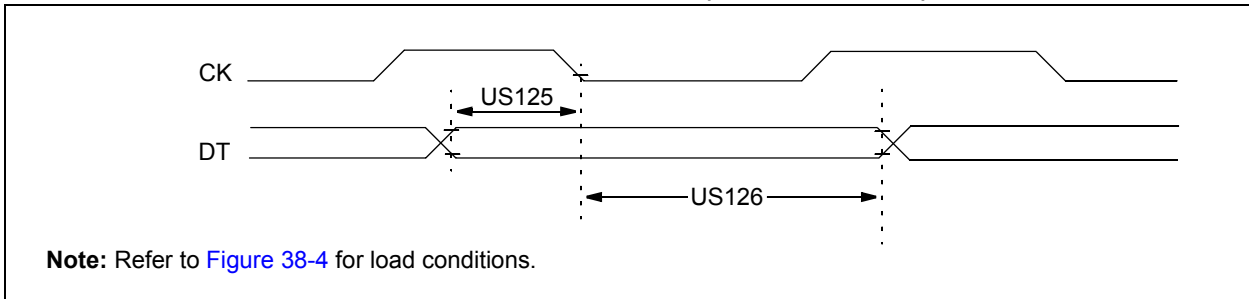 CK
US125
DT
US126
Note: Refer to Figure 38-4 for load conditions.